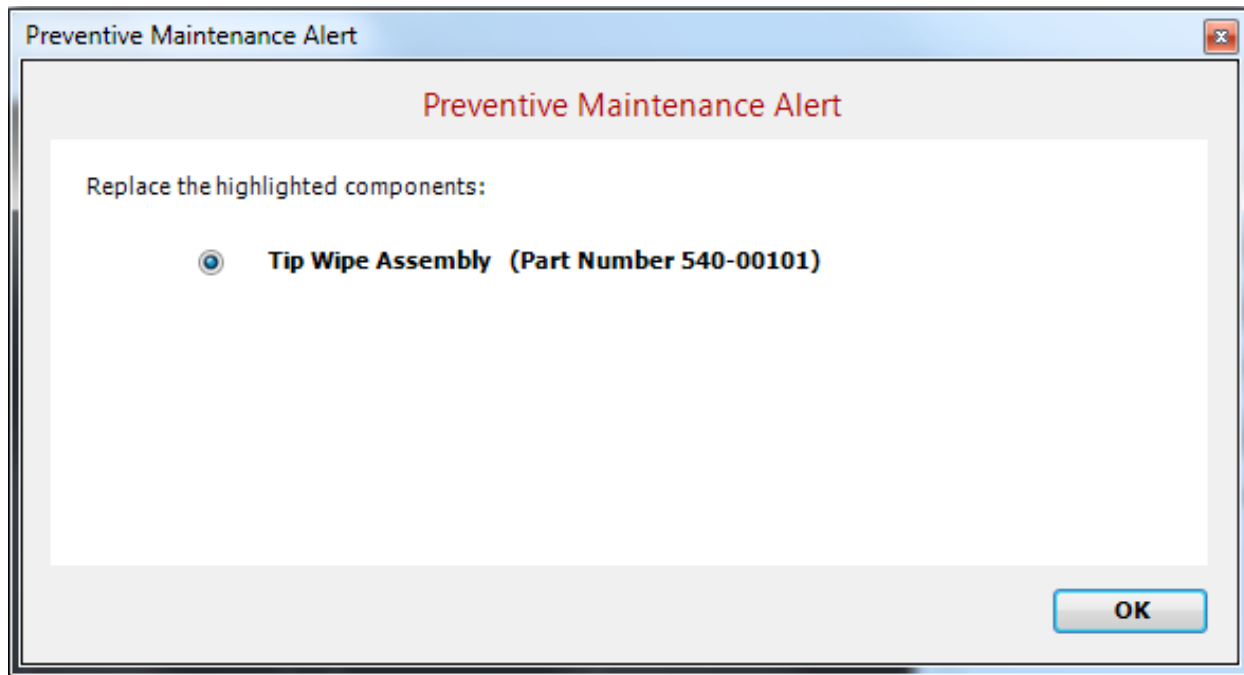 Preventive Maintenance Alert
Preventive Maintenance Alert
Replace the highlighted components:
Tip Wipe Assembly (Part Number 540-00101)
OK